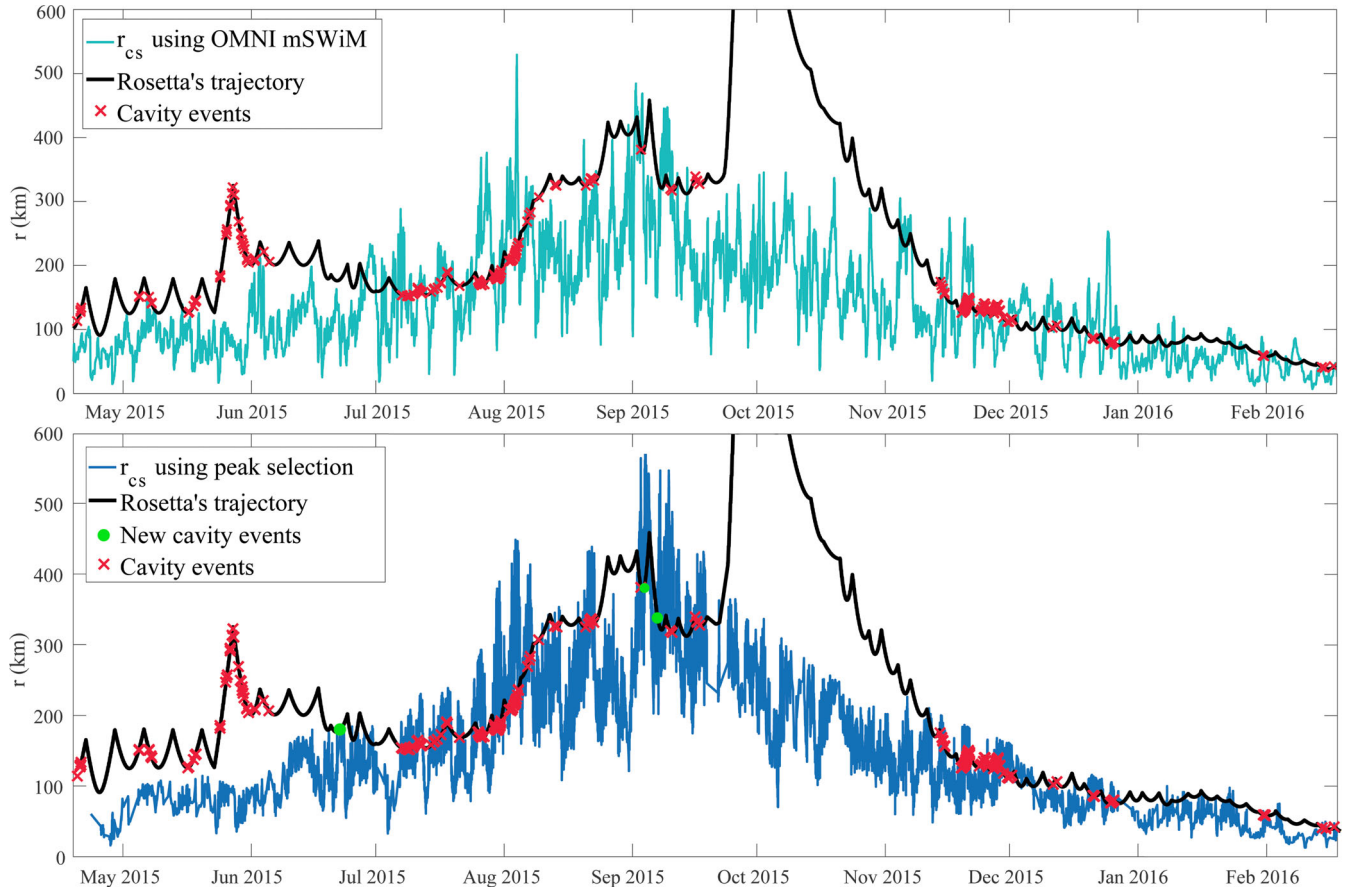 600
500
400
300
200
100
0
r (km)
r_cs using OMNI mSWiM
Rosetta's trajectory
Cavity events
May 2015 Jun 2015 Jul 2015 Aug 2015 Sep 2015 Oct 2015 Nov 2015 Dec 2015 Jan 2016 Feb 2016
600
500
400
300
200
100
0
r (km)
r_cs using peak selection
Rosetta's trajectory
New cavity events
Cavity events
May 2015 Jun 2015 Jul 2015 Aug 2015 Sep 2015 Oct 2015 Nov 2015 Dec 2015 Jan 2016 Feb 2016